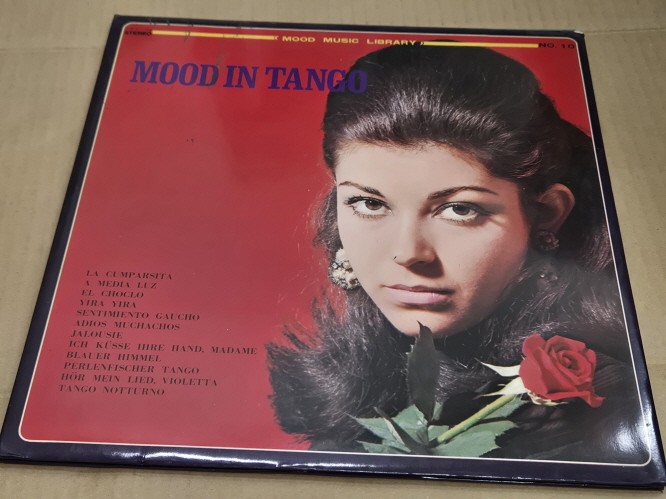 STEREO
( MOOD MUSIC LIBRARY )
NO. 10
MOOD IN TANGO
LA CUMPARSITA
A MEDIA LUZ
EL CHOCLO
YIRA YIRA
SENTIMIENTO GAUCHO
ADIOS MUCHACHOS
JALOUSIE
ICH KÜSSE IHRE HAND, MADAME
BLAUER HIMMEL
PERLENFISCHER TANGO
HÖR MEIN LIED, VIOLETTA
TANGO NOTTURNO